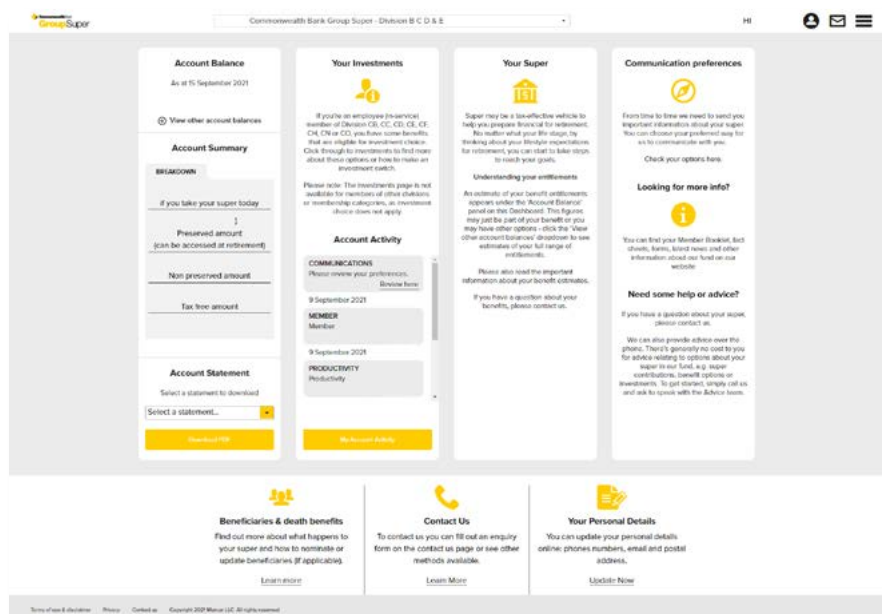 GroupSuper
Commonwealth Bank Group Super - Division B C D & E
HI
Account Balance
As at 15 September 2021
View other account balances
Account Summary
BREAKDOWN
if you take your super today
Preserved amount
(can be accessed at retirement)
Non preserved amount
Tax free amount
Account Statement
Select a statement to download
Select a statement...
Download PDF
Your Investments
If you're an employee (in-service)
member of Division CB, CC, CD, CE, CF,
CH, CN or CO, you have some benefits
that are eligible for investment choice.
Click through to investments to find more
about these options or how to make an
investment switch.
Please note: The Investments page is not
available for members of other divisions
or membership categories, as investment
choice does not apply.
Account Activity
COMMUNICATIONS
Please review your preferences.
Review here
9 September 2021
MEMBER
Member
9 September 2021
PRODUCTIVITY
Productivity
My Account Activity
Your Super
Super may be a tax-effective vehicle to
help you prepare financial for retirement.
No matter what your life stage, by
thinking about your lifestyle expectations
for retirement, you can start to take steps
to reach your goals.
Understanding your entitlements
An estimate of your benefit entitlements
appears under the 'Account Balance'
panel on this Dashboard. This figures
may just be part of your benefit or you
may have other options - click the 'View
other account balances' dropdown to see
estimates of your full range of
entitlements.
Please also read the important
information about your benefit estimates.
If you have a question about your
benefits, please contact us.
Communication preferences
From time to time we need to send you
important information about your super.
You can choose your preferred way for
us to communicate with you.
Check your options here.
Looking for more info?
You can find your Member Booklet, fact
sheets, forms, latest news and other
information about our fund on our
website
Need some help or advice?
If you have a question about your super,
please contact us.
We can also provide advice over the
phone. There's generally no cost to you
for advice relating to options about your
super in our fund, e.g. super
contributions, benefit options or
investments. To get started, simply call us
and ask to speak with the Advice team.
Beneficiaries & death benefits
Find out more about what happens to
your super and how to nominate or
update beneficiaries (if applicable).
Learn more
Contact Us
To contact us you can fill out an enquiry
form on the contact us page or see other
methods available.
Learn More
Your Personal Details
You can update your personal details
online: phones numbers, email and postal
address.
Update Now
Terms of use & disclaimer
Privacy
Contact us
Copyright 2021 Mercer LLC. All rights reserved